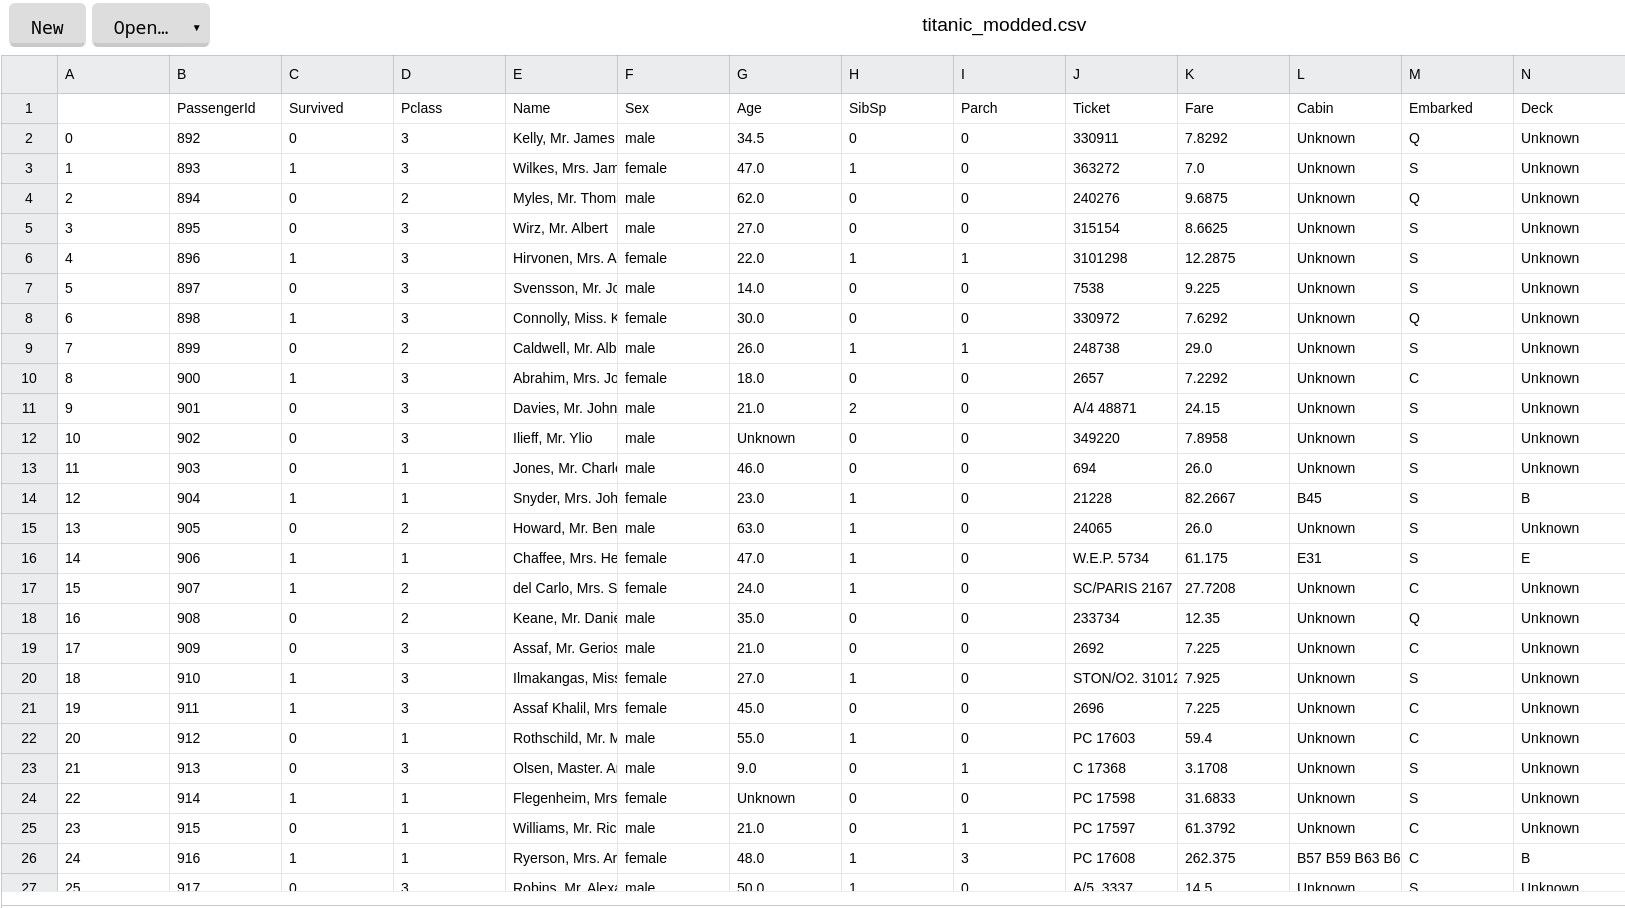 New Open… ▾ titanic_modded.csv
A B C D E F G H I J K L M N
1 PassengerId Survived Pclass Name Sex Age SibSp Parch Ticket Fare Cabin Embarked Deck
2 0 892 0 3 Kelly, Mr. James male 34.5 0 0 330911 7.8292 Unknown Q Unknown
3 1 893 1 3 Wilkes, Mrs. Jam female 47.0 1 0 363272 7.0 Unknown S Unknown
4 2 894 0 2 Myles, Mr. Thom male 62.0 0 0 240276 9.6875 Unknown Q Unknown
5 3 895 0 3 Wirz, Mr. Albert male 27.0 0 0 315154 8.6625 Unknown S Unknown
6 4 896 1 3 Hirvonen, Mrs. A female 22.0 1 1 3101298 12.2875 Unknown S Unknown
7 5 897 0 3 Svensson, Mr. Jo male 14.0 0 0 7538 9.225 Unknown S Unknown
8 6 898 1 3 Connolly, Miss. K female 30.0 0 0 330972 7.6292 Unknown Q Unknown
9 7 899 0 2 Caldwell, Mr. Alb male 26.0 1 1 248738 29.0 Unknown S Unknown
10 8 900 1 3 Abrahim, Mrs. Jo female 18.0 0 0 2657 7.2292 Unknown C Unknown
11 9 901 0 3 Davies, Mr. John male 21.0 2 0 A/4 48871 24.15 Unknown S Unknown
12 10 902 0 3 Ilieff, Mr. Ylio male Unknown 0 0 349220 7.8958 Unknown S Unknown
13 11 903 0 1 Jones, Mr. Charle male 46.0 0 0 694 26.0 Unknown S Unknown
14 12 904 1 1 Snyder, Mrs. Joh female 23.0 1 0 21228 82.2667 B45 S B
15 13 905 0 2 Howard, Mr. Ben male 63.0 1 0 24065 26.0 Unknown S Unknown
16 14 906 1 1 Chaffee, Mrs. He female 47.0 1 0 W.E.P. 5734 61.175 E31 S E
17 15 907 1 2 del Carlo, Mrs. S female 24.0 1 0 SC/PARIS 2167 27.7208 Unknown C Unknown
18 16 908 0 2 Keane, Mr. Danie male 35.0 0 0 233734 12.35 Unknown Q Unknown
19 17 909 0 3 Assaf, Mr. Gerios male 21.0 0 0 2692 7.225 Unknown C Unknown
20 18 910 1 3 Ilmakangas, Miss female 27.0 1 0 STON/O2. 31012 7.925 Unknown S Unknown
21 19 911 1 3 Assaf Khalil, Mrs female 45.0 0 0 2696 7.225 Unknown C Unknown
22 20 912 0 1 Rothschild, Mr. M male 55.0 1 0 PC 17603 59.4 Unknown C Unknown
23 21 913 0 3 Olsen, Master. Ar male 9.0 0 1 C 17368 3.1708 Unknown S Unknown
24 22 914 1 1 Flegenheim, Mrs female Unknown 0 0 PC 17598 31.6833 Unknown S Unknown
25 23 915 0 1 Williams, Mr. Ric male 21.0 0 1 PC 17597 61.3792 Unknown C Unknown
26 24 916 1 1 Ryerson, Mrs. Ar female 48.0 1 3 PC 17608 262.375 B57 B59 B63 B6 C B
27 25 917 0 3 Robins, Mr. Alexa male 50.0 1 0 A/5. 3337 14.5 Unknown S Unknown